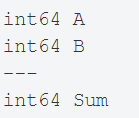 int64 A
int64 B
---
int64 Sum